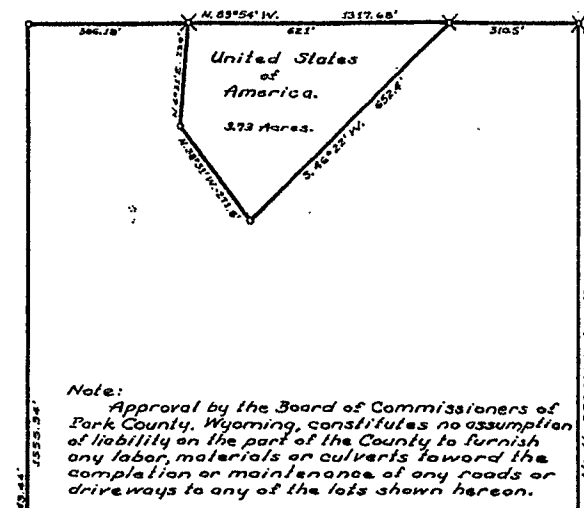 N. 89°54' W. 1317.68'
386.18' 621' 310.5'
United States
of
America.
3.73 Acres.
S. 46°22' W. 652.4'
Note:
Approval by the Board of Commissioners of
Park County, Wyoming, constitutes no assumption
of liability on the part of the County to furnish
any labor, materials or culverts toward the
completion or maintenance of any roads or
driveways to any of the lots shown hereon.